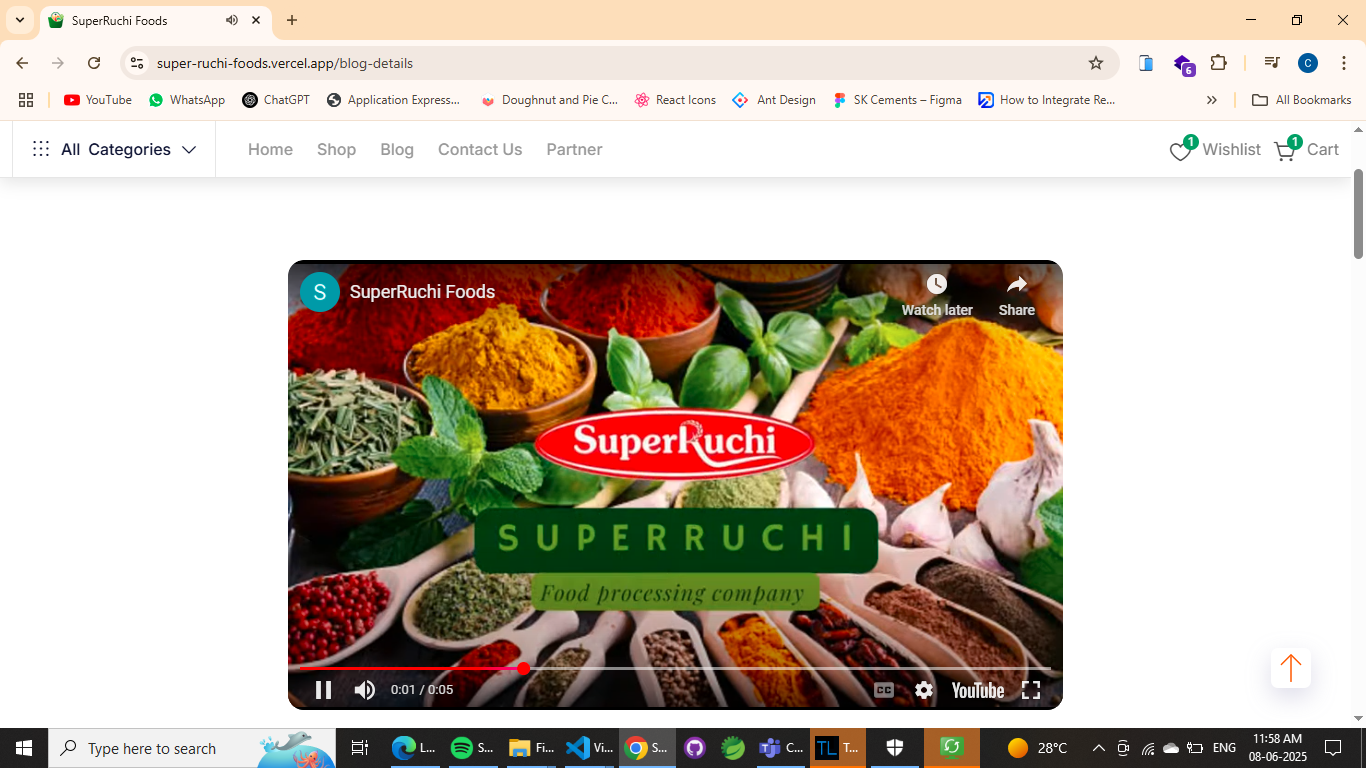 SuperRuchi Foods
super-ruchi-foods.vercel.app/blog-details
6
C
YouTube WhatsApp ChatGPT Application Express... Doughnut and Pie C... React Icons Ant Design SK Cements – Figma How to Integrate Re... All Bookmarks
All Categories Home Shop Blog Contact Us Partner 1 Wishlist 1 Cart
S SuperRuchi Foods
Watch later Share
SuperRuchi
SUPERRUCHI
Food processing company
0:01 / 0:05 CC YouTube
Type here to search L... S... Fi... Vi... S... C... TL T... 28°C ENG 11:58 AM
08-06-2025